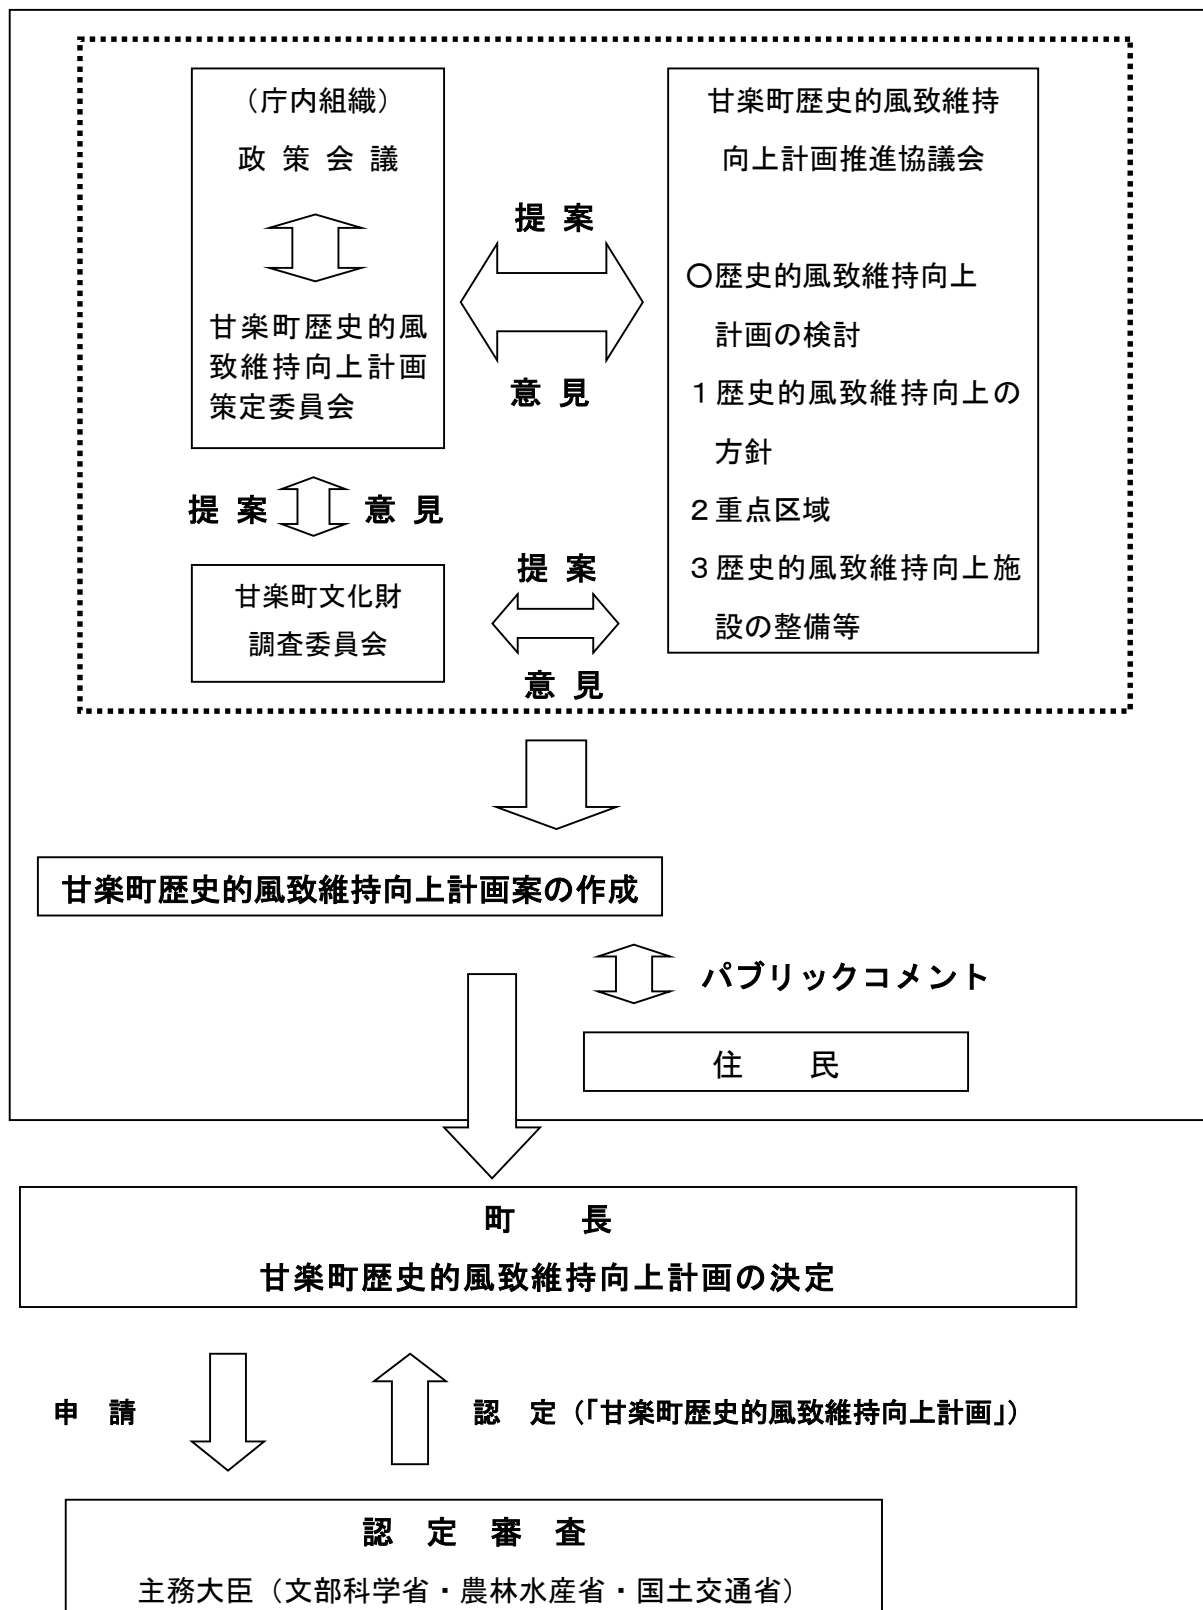 （庁内組織）
政策会議
甘楽町歴史的風
致維持向上計画
策定委員会
提案
意見
甘楽町歴史的風致維持
向上計画推進協議会
〇歴史的風致維持向上
計画の検討
１歴史的風致維持向上の
方針
２重点区域
３歴史的風致維持向上施
設の整備等
提案
意見
甘楽町文化財
調査委員会
提案
意見
甘楽町歴史的風致維持向上計画案の作成
パブリックコメント
住　　民
町　　長
甘楽町歴史的風致維持向上計画の決定
申　請
認　定（「甘楽町歴史的風致維持向上計画」）
認　定　審　査
主務大臣（文部科学省・農林水産省・国土交通省）